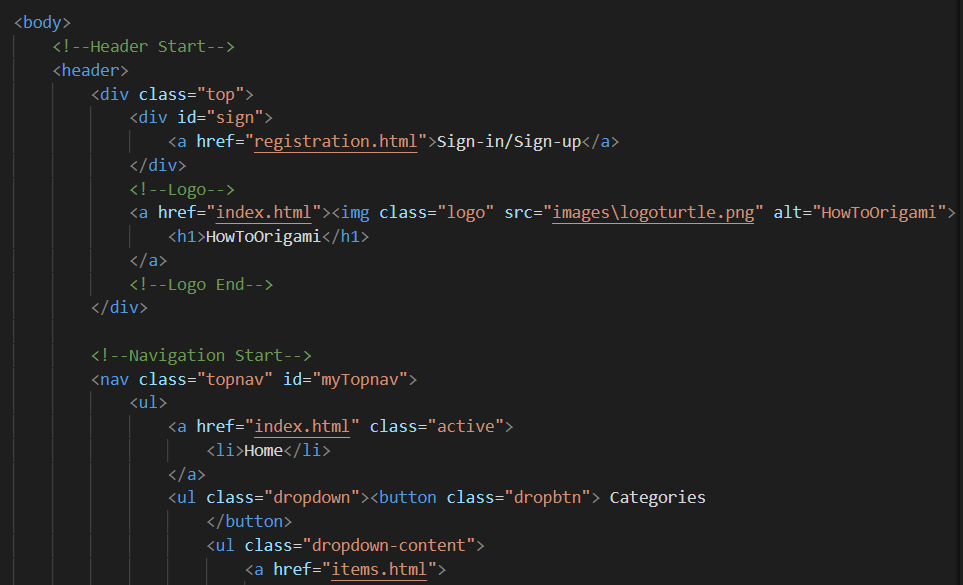 <body>
<!--Header Start-->
<header>
<div class="top">
<div id="sign">
<a href="registration.html">Sign-in/Sign-up</a>
</div>
<!--Logo-->
<a href="index.html"><img class="logo" src="images\logoturtle.png" alt="HowToOrigami">
<h1>HowToOrigami</h1>
</a>
<!--Logo End-->
</div>
<!--Navigation Start-->
<nav class="topnav" id="myTopnav">
<ul>
<a href="index.html" class="active">
<li>Home</li>
</a>
<ul class="dropdown"><button class="dropbtn"> Categories
</button>
<ul class="dropdown-content">
<a href="items.html">